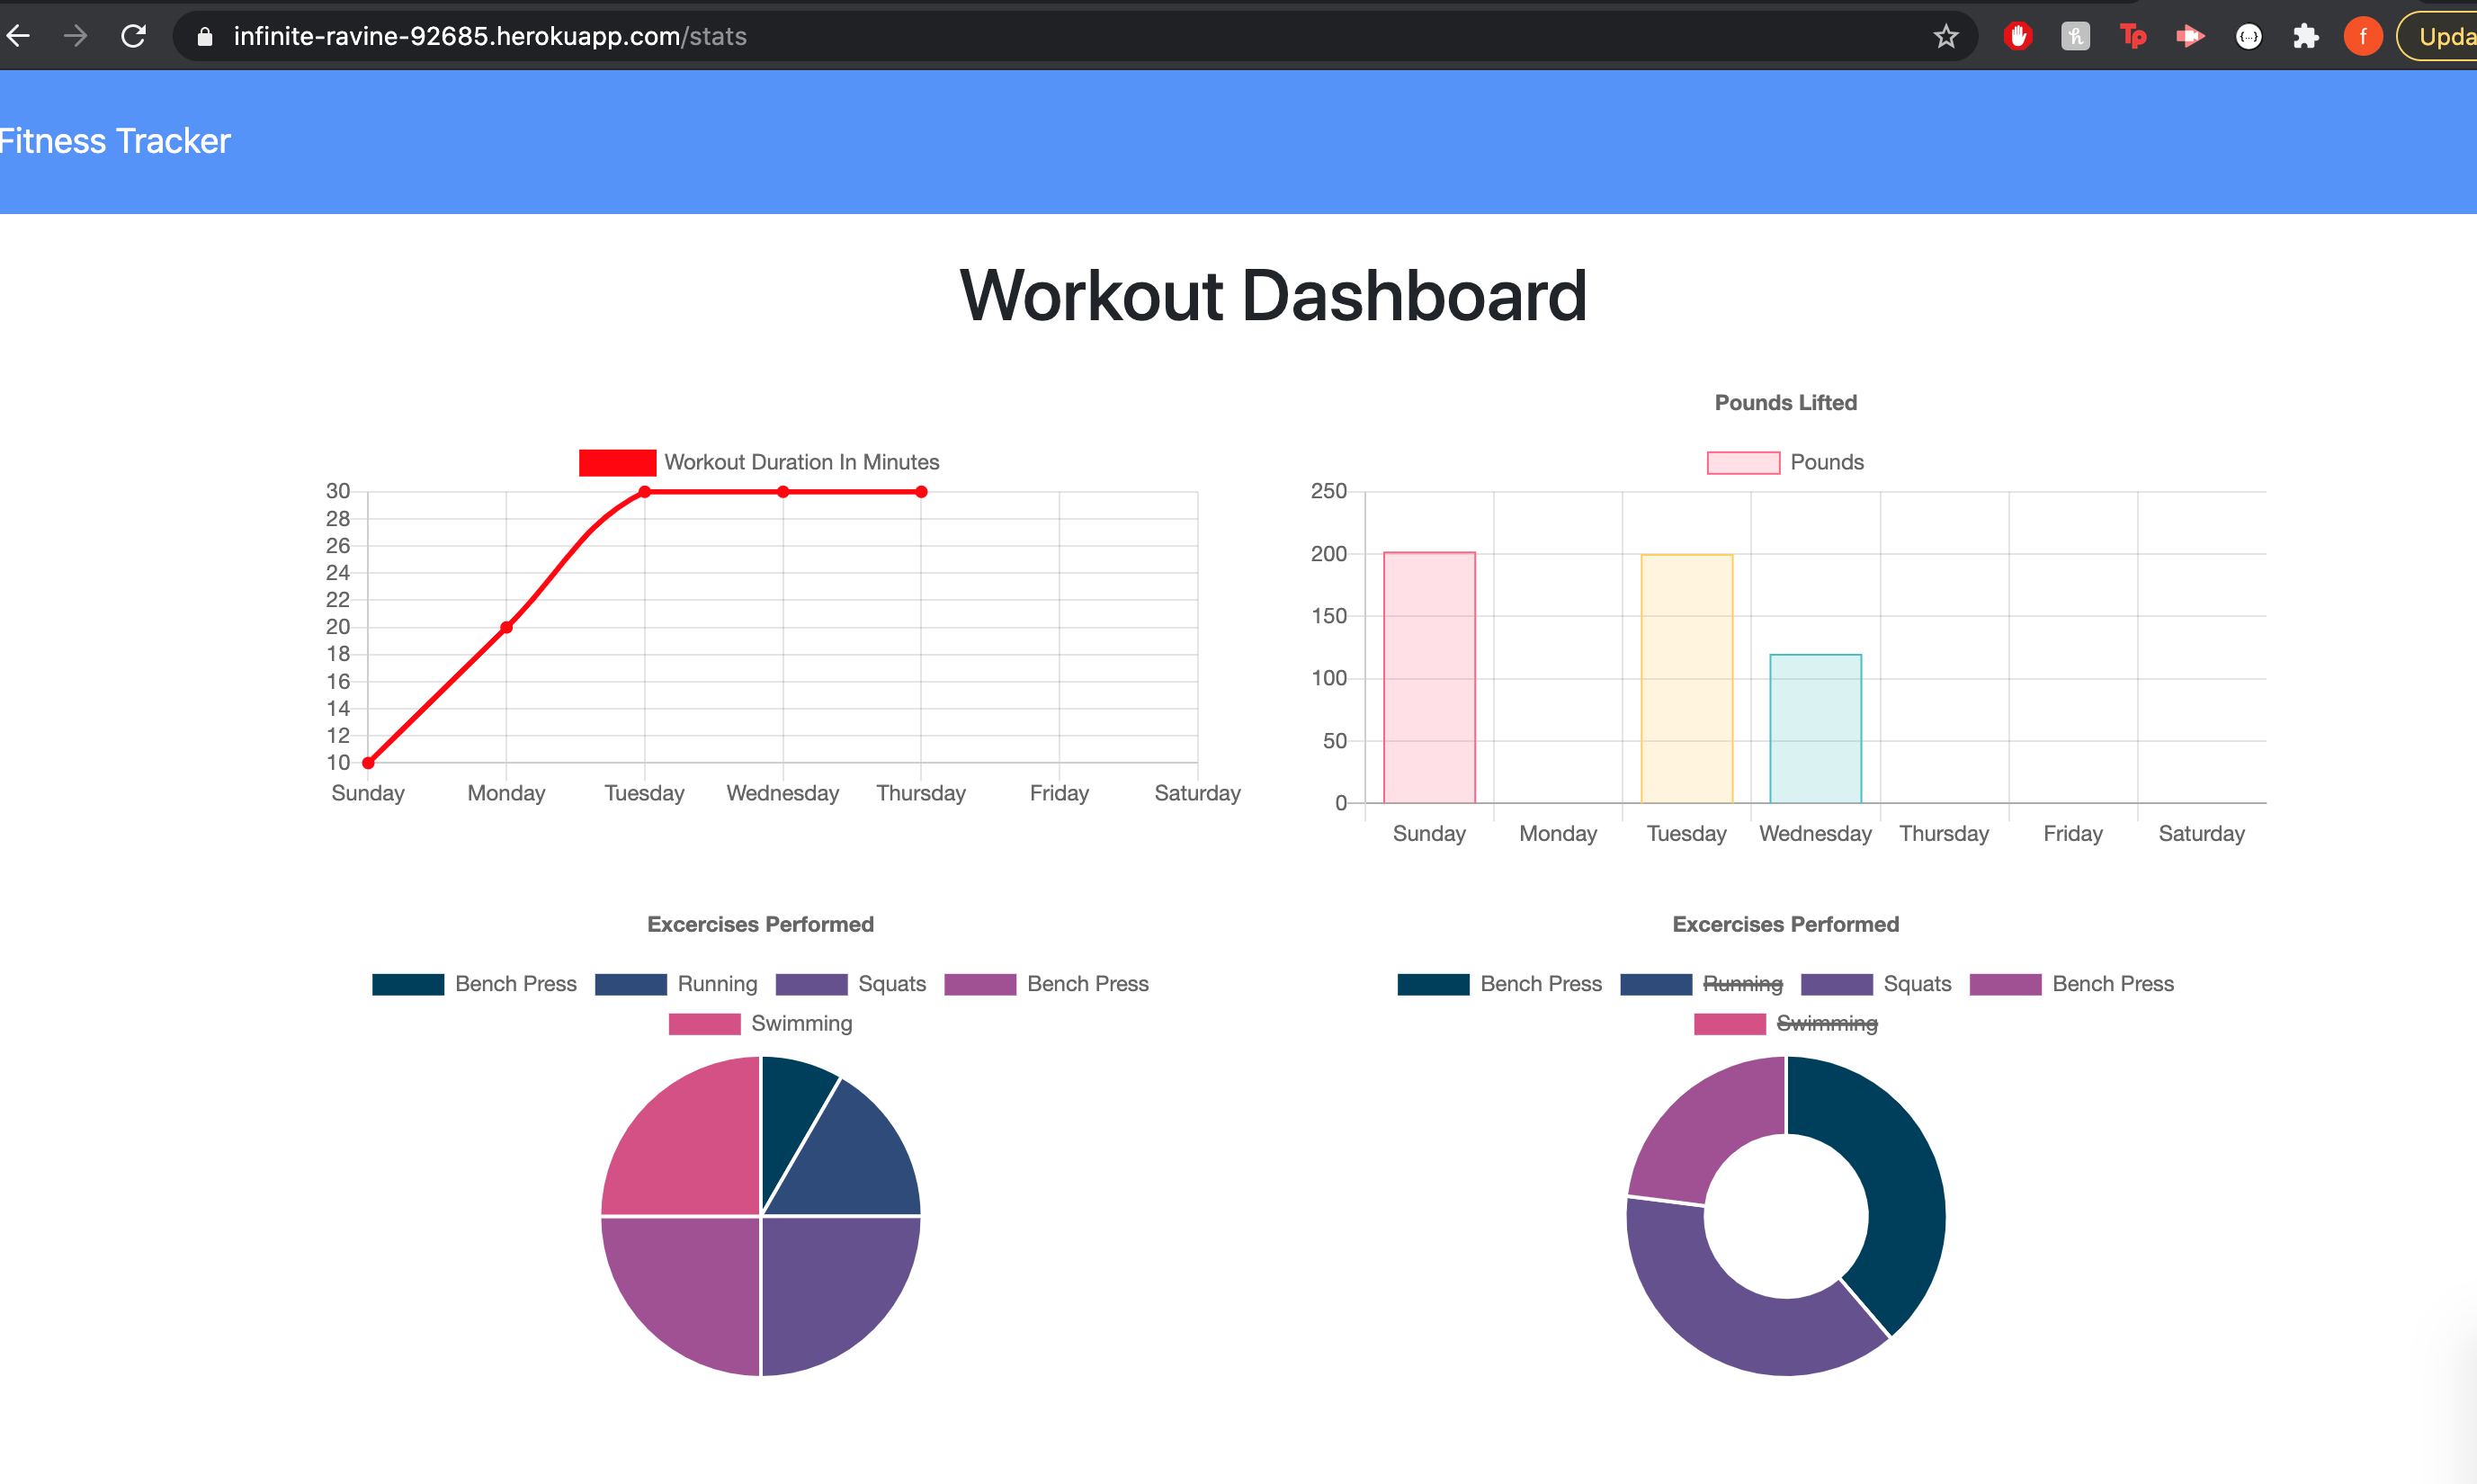 infinite-ravine-92685.herokuapp.com/stats
Tp
f
Upda
Fitness Tracker
Workout Dashboard
Workout Duration In Minutes
30
28
26
24
22
20
18
16
14
12
10
Sunday Monday Tuesday Wednesday Thursday Friday Saturday
Pounds Lifted
Pounds
250
200
150
100
50
0
Sunday Monday Tuesday Wednesday Thursday Friday Saturday
Excercises Performed
Bench Press Running Squats Bench Press
Swimming
Excercises Performed
Bench Press Running Squats Bench Press
Swimming